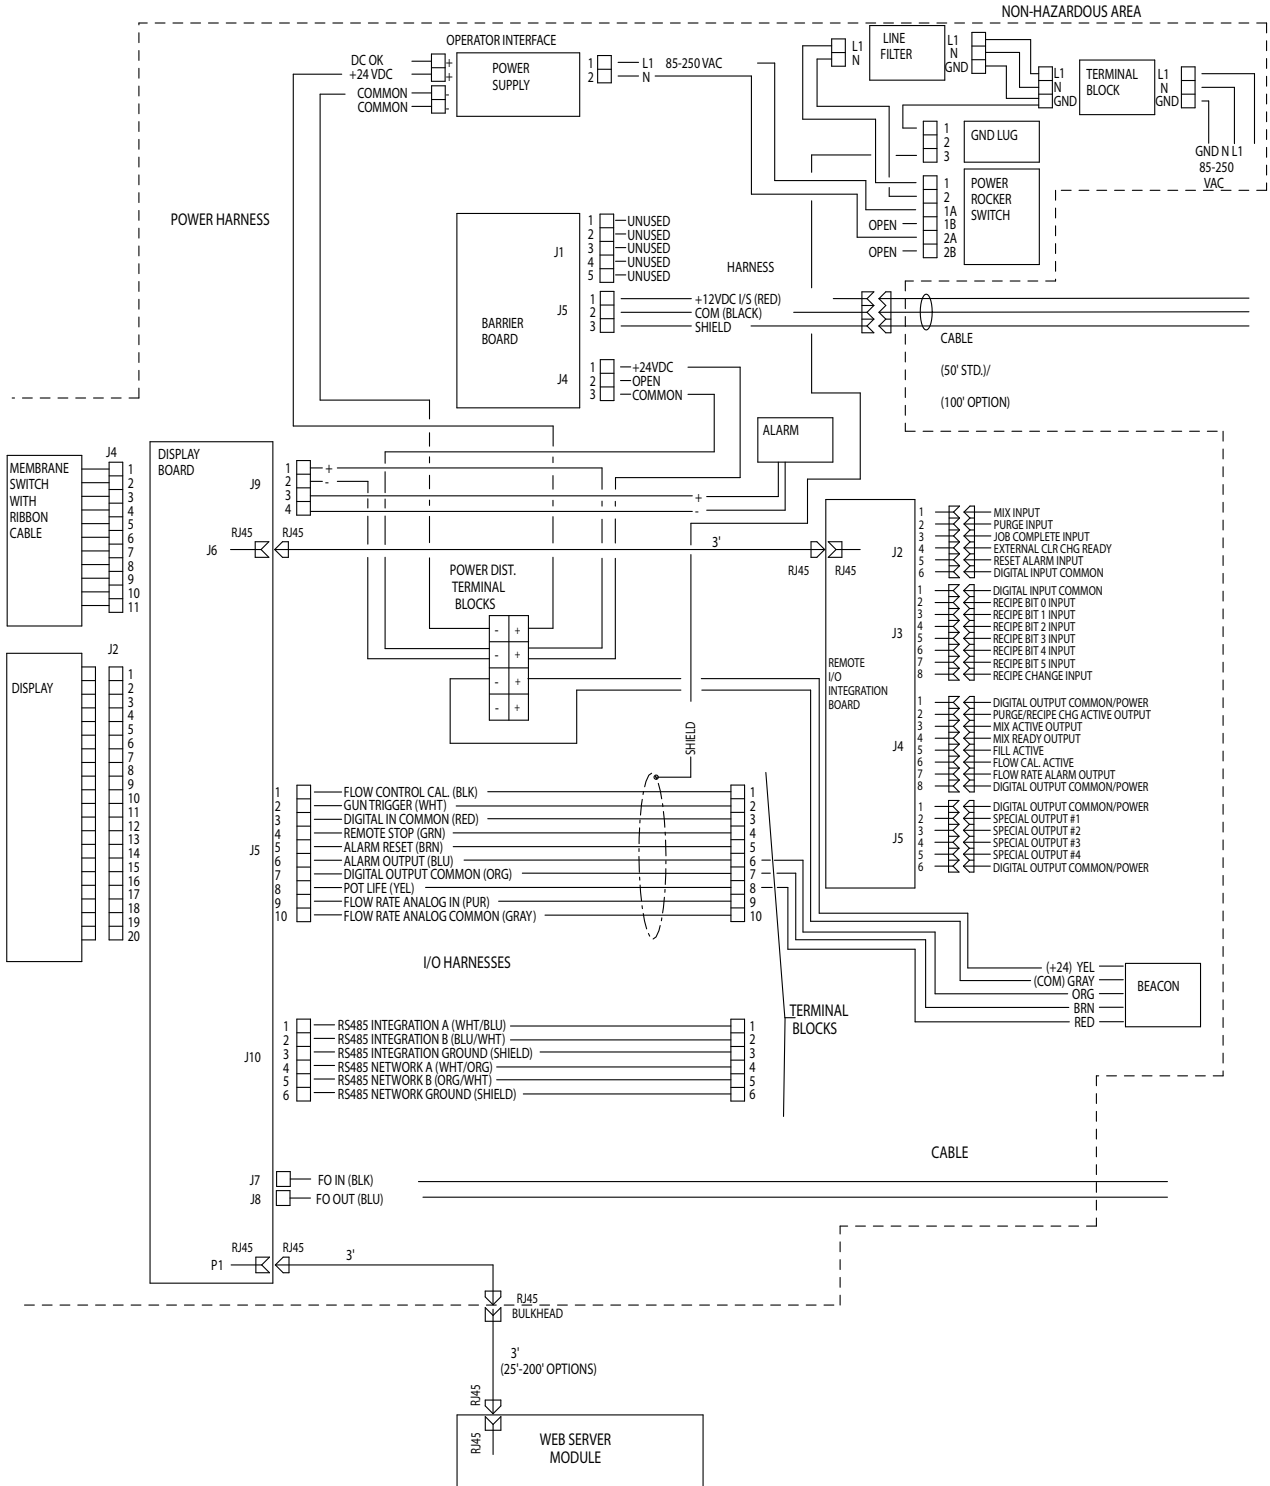 NON-HAZARDOUS AREA
OPERATOR INTERFACE
DC OK
+24 VDC
COMMON
COMMON
+
+
-
-
POWER
SUPPLY
1
2
L1 85-250 VAC
N
L1
N
LINE
FILTER
L1
N
GND
L1
N
GND
TERMINAL
BLOCK
L1
N
GND
GND N L1
85-250
VAC
1
2
3
GND LUG
1
2
1A
1B
2A
2B
OPEN
OPEN
POWER
ROCKER
SWITCH
POWER HARNESS
BARRIER
BOARD
J1
1 UNUSED
2 UNUSED
3 UNUSED
4 UNUSED
5 UNUSED
HARNESS
J5
1 +12VDC I/S (RED)
2 COM (BLACK)
3 SHIELD
J4
1 +24VDC
2 OPEN
3 COMMON
CABLE
(50' STD.)/
(100' OPTION)
ALARM
MEMBRANE
SWITCH
WITH
RIBBON
CABLE
J4
1
2
3
4
5
6
7
8
9
10
11
DISPLAY
BOARD
J9
1 +
2 -
3 +
4 -
J6
RJ45
RJ45
3'
RJ45
RJ45
POWER DIST.
TERMINAL
BLOCKS
- +
- +
- +
- +
DISPLAY
J2
1
2
3
4
5
6
7
8
9
10
11
12
13
14
15
16
17
18
19
20
REMOTE
I/O
INTEGRATION
BOARD
J2
1 MIX INPUT
2 PURGE INPUT
3 JOB COMPLETE INPUT
4 EXTERNAL CLR CHG READY
5 RESET ALARM INPUT
6 DIGITAL INPUT COMMON
J3
1 DIGITAL INPUT COMMON
2 RECIPE BIT 0 INPUT
3 RECIPE BIT 1 INPUT
4 RECIPE BIT 2 INPUT
5 RECIPE BIT 3 INPUT
6 RECIPE BIT 4 INPUT
7 RECIPE BIT 5 INPUT
8 RECIPE CHANGE INPUT
J4
1 DIGITAL OUTPUT COMMON/POWER
2 PURGE/RECIPE CHG ACTIVE OUTPUT
3 MIX ACTIVE OUTPUT
4 MIX READY OUTPUT
5 FILL ACTIVE
6 FLOW CAL. ACTIVE
7 FLOW RATE ALARM OUTPUT
8 DIGITAL OUTPUT COMMON/POWER
J5
1 DIGITAL OUTPUT COMMON/POWER
2 SPECIAL OUTPUT #1
3 SPECIAL OUTPUT #2
4 SPECIAL OUTPUT #3
5 SPECIAL OUTPUT #4
6 DIGITAL OUTPUT COMMON/POWER
SHIELD
J5
1 FLOW CONTROL CAL. (BLK) 1
2 GUN TRIGGER (WHT) 2
3 DIGITAL IN COMMON (RED) 3
4 REMOTE STOP (GRN) 4
5 ALARM RESET (BRN) 5
6 ALARM OUTPUT (BLU) 6
7 DIGITAL OUTPUT COMMON (ORG) 7
8 POT LIFE (YEL) 8
9 FLOW RATE ANALOG IN (PUR) 9
10 FLOW RATE ANALOG COMMON (GRAY) 10
I/O HARNESSES
(+24) YEL
(COM) GRAY
ORG
BRN
RED
BEACON
TERMINAL
BLOCKS
J10
1 RS485 INTEGRATION A (WHT/BLU) 1
2 RS485 INTEGRATION B (BLU/WHT) 2
3 RS485 INTEGRATION GROUND (SHIELD) 3
4 RS485 NETWORK A (WHT/ORG) 4
5 RS485 NETWORK B (ORG/WHT) 5
6 RS485 NETWORK GROUND (SHIELD) 6
CABLE
J7 FO IN (BLK)
J8 FO OUT (BLU)
P1
RJ45
RJ45
3'
RJ45
BULKHEAD
3'
(25'-200' OPTIONS)
RJ45
RJ45
WEB SERVER
MODULE